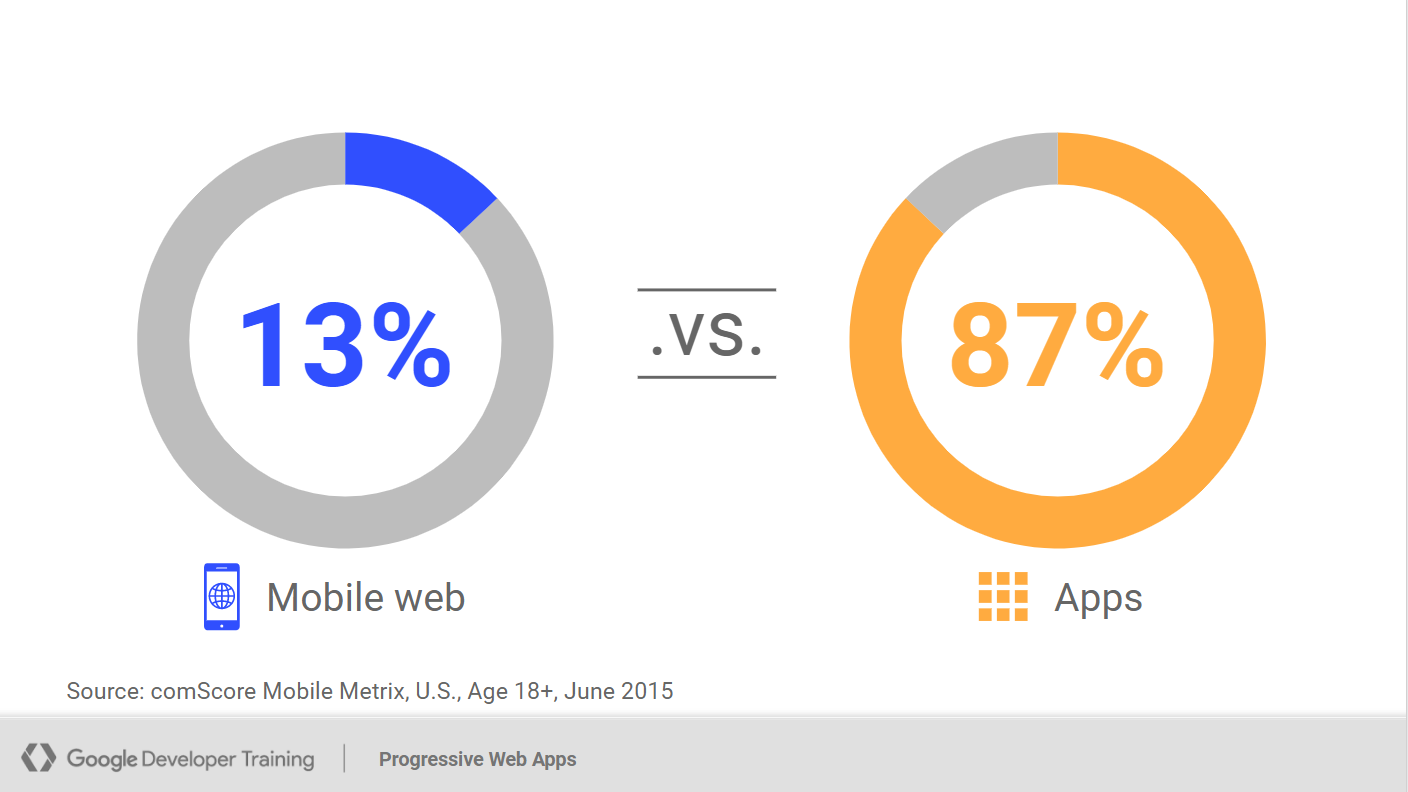 13%
.vs.
87%
Mobile web
Apps
Source: comScore Mobile Metrix, U.S., Age 18+, June 2015
Google Developer Training
Progressive Web Apps